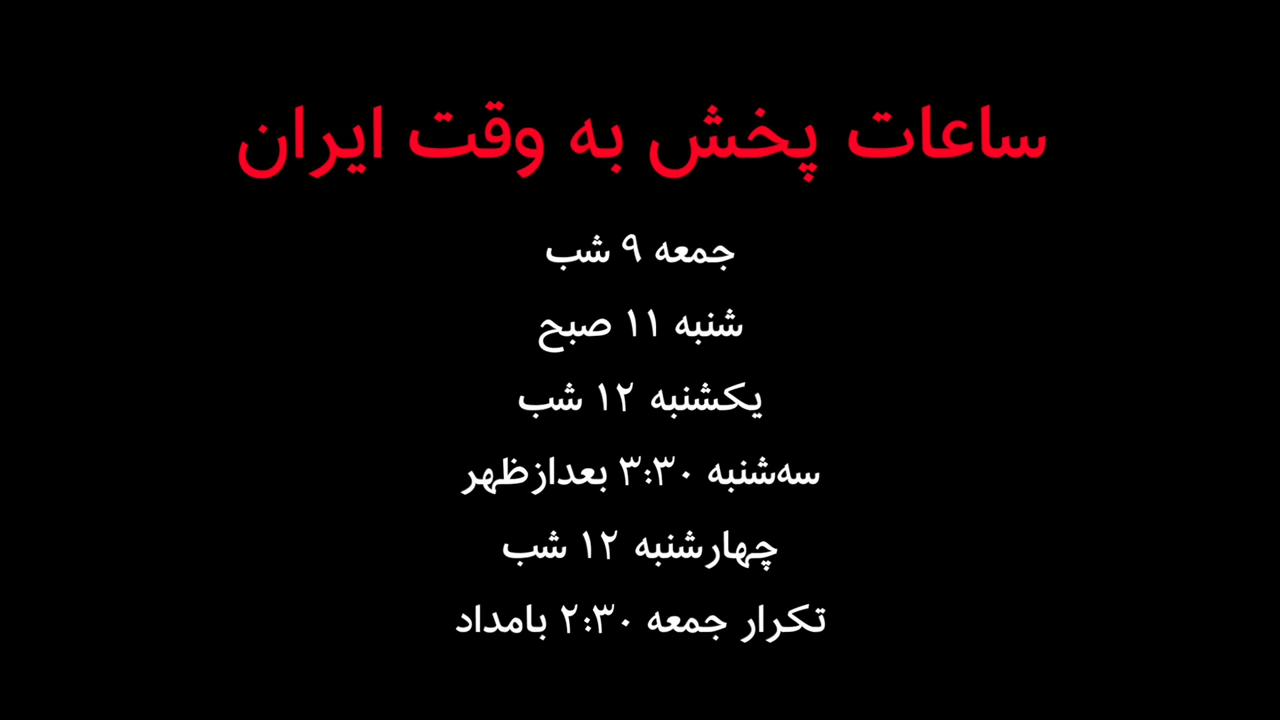 ساعات پخش به وقت ایران
جمعه ۹ شب
شنبه ۱۱ صبح
یکشنبه ۱۲ شب
سه‌شنبه ۳:۳۰ بعدازظهر
چهارشنبه ۱۲ شب
تکرار جمعه ۲:۳۰ بامداد